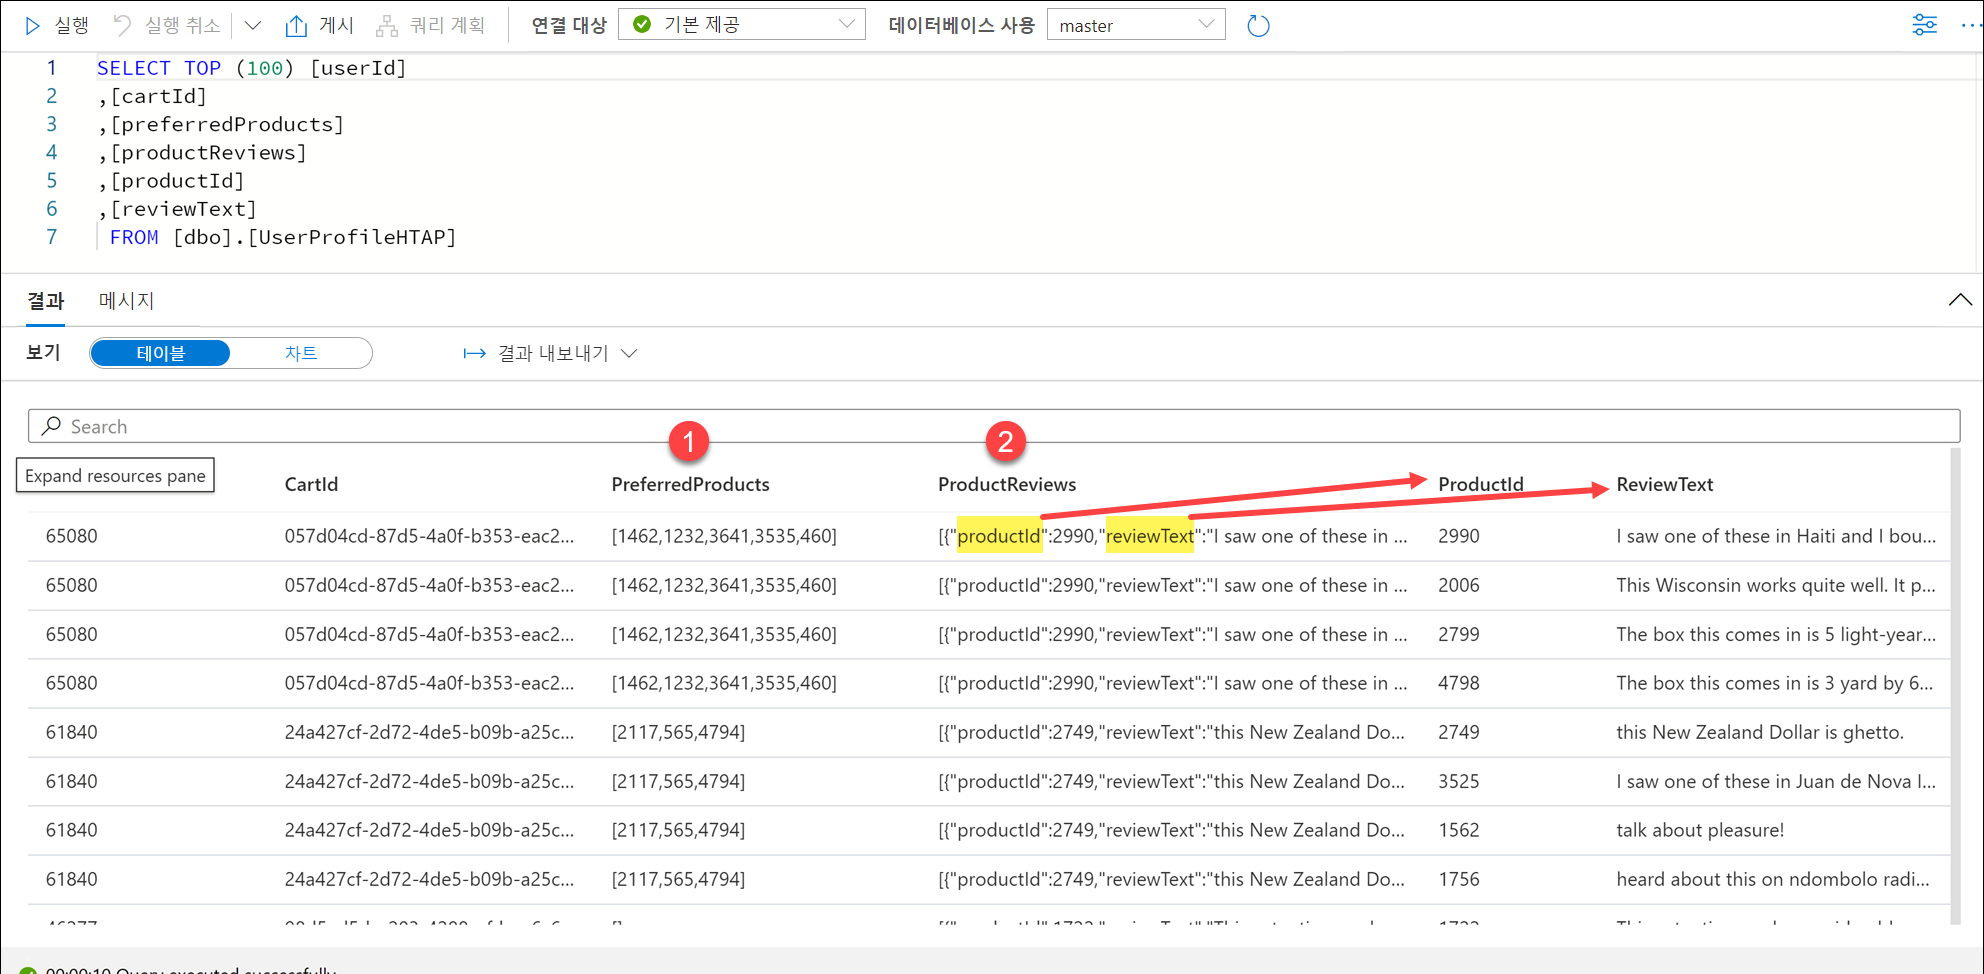 실행 실행 취소 게시 쿼리 계획 연결 대상 기본 제공 데이터베이스 사용 master
1 SELECT TOP (100) [userId]
2 ,[cartId]
3 ,[preferredProducts]
4 ,[productReviews]
5 ,[productId]
6 ,[reviewText]
7 FROM [dbo].[UserProfileHTAP]
결과 메시지
보기 테이블 차트 결과 내보내기
Search
1 2
Expand resources pane CartId PreferredProducts ProductReviews ProductId ReviewText
65080 057d04cd-87d5-4a0f-b353-eac2... [1462,1232,3641,3535,460] [{"productId":2990,"reviewText":"I saw one of these in ... 2990 I saw one of these in Haiti and I bou...
65080 057d04cd-87d5-4a0f-b353-eac2... [1462,1232,3641,3535,460] [{"productId":2990,"reviewText":"I saw one of these in ... 2006 This Wisconsin works quite well. It p...
65080 057d04cd-87d5-4a0f-b353-eac2... [1462,1232,3641,3535,460] [{"productId":2990,"reviewText":"I saw one of these in ... 2799 The box this comes in is 5 light-year...
65080 057d04cd-87d5-4a0f-b353-eac2... [1462,1232,3641,3535,460] [{"productId":2990,"reviewText":"I saw one of these in ... 4798 The box this comes in is 3 yard by 6...
61840 24a427cf-2d72-4de5-b09b-a25c... [2117,565,4794] [{"productId":2749,"reviewText":"this New Zealand Do... 2749 this New Zealand Dollar is ghetto.
61840 24a427cf-2d72-4de5-b09b-a25c... [2117,565,4794] [{"productId":2749,"reviewText":"this New Zealand Do... 3525 I saw one of these in Juan de Nova I...
61840 24a427cf-2d72-4de5-b09b-a25c... [2117,565,4794] [{"productId":2749,"reviewText":"this New Zealand Do... 1562 talk about pleasure!
61840 24a427cf-2d72-4de5-b09b-a25c... [2117,565,4794] [{"productId":2749,"reviewText":"this New Zealand Do... 1756 heard about this on ndombolo radi...
00:00:10 Query executed successfully